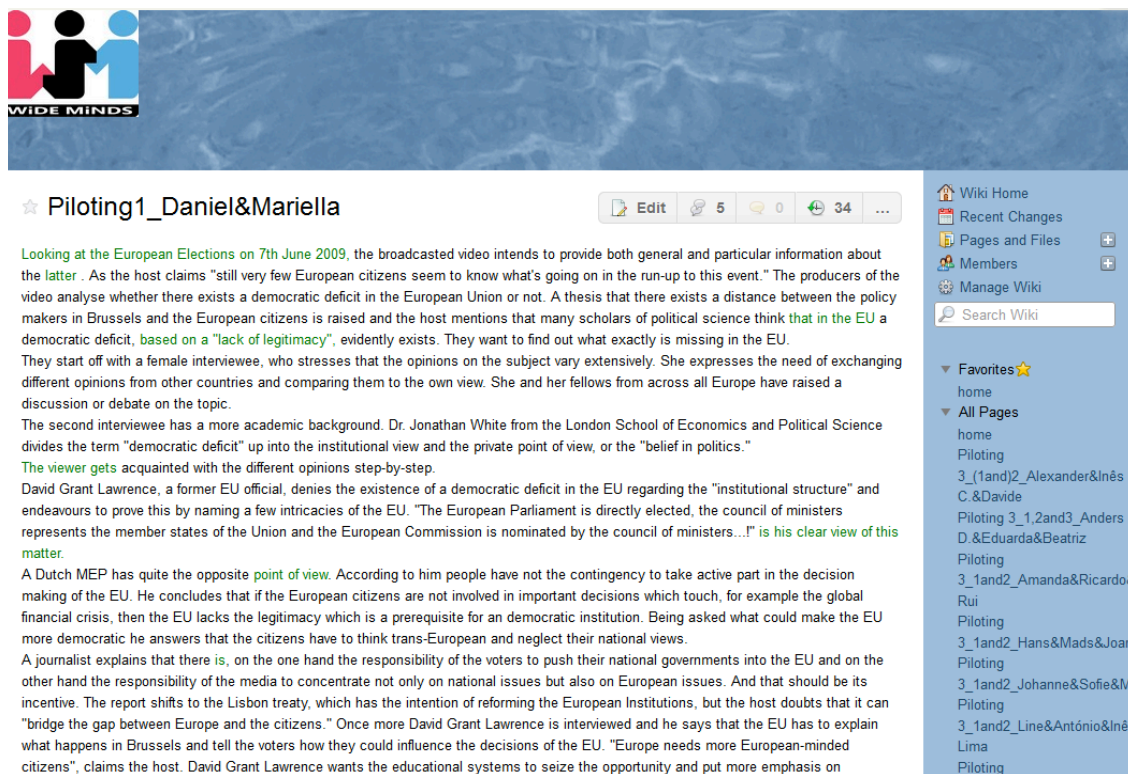 WiDE MiNDS
Piloting1_Daniel&Mariella
Edit 5 0 34 ...
Looking at the European Elections on 7th June 2009, the broadcasted video intends to provide both general and particular information about
the latter . As the host claims "still very few European citizens seem to know what's going on in the run-up to this event." The producers of the
video analyse whether there exists a democratic deficit in the European Union or not. A thesis that there exists a distance between the policy
makers in Brussels and the European citizens is raised and the host mentions that many scholars of political science think that in the EU a
democratic deficit, based on a "lack of legitimacy", evidently exists. They want to find out what exactly is missing in the EU.
They start off with a female interviewee, who stresses that the opinions on the subject vary extensively. She expresses the need of exchanging
different opinions from other countries and comparing them to the own view. She and her fellows from across all Europe have raised a
discussion or debate on the topic.
The second interviewee has a more academic background. Dr. Jonathan White from the London School of Economics and Political Science
divides the term "democratic deficit" up into the institutional view and the private point of view, or the "belief in politics."
The viewer gets acquainted with the different opinions step-by-step.
David Grant Lawrence, a former EU official, denies the existence of a democratic deficit in the EU regarding the "institutional structure" and
endeavours to prove this by naming a few intricacies of the EU. "The European Parliament is directly elected, the council of ministers
represents the member states of the Union and the European Commission is nominated by the council of ministers...!" is his clear view of this
matter.
A Dutch MEP has quite the opposite point of view. According to him people have not the contingency to take active part in the decision
making of the EU. He concludes that if the European citizens are not involved in important decisions which touch, for example the global
financial crisis, then the EU lacks the legitimacy which is a prerequisite for an democratic institution. Being asked what could make the EU
more democratic he answers that the citizens have to think trans-European and neglect their national views.
A journalist explains that there is, on the one hand the responsibility of the voters to push their national governments into the EU and on the
other hand the responsibility of the media to concentrate not only on national issues but also on European issues. And that should be its
incentive. The report shifts to the Lisbon treaty, which has the intention of reforming the European Institutions, but the host doubts that it can
"bridge the gap between Europe and the citizens." Once more David Grant Lawrence is interviewed and he says that the EU has to explain
what happens in Brussels and tell the voters how they could influence the decisions of the EU. "Europe needs more European-minded
citizens", claims the host. David Grant Lawrence wants the educational systems to seize the opportunity and put more emphasis on
Wiki Home
Recent Changes
Pages and Files
Members
Manage Wiki
Search Wiki
Favorites
home
All Pages
home
Piloting
3_(1and)2_Alexander&Inês
C.&Davide
Piloting 3_1,2and3_Anders
D.&Eduarda&Beatriz
Piloting
3_1and2_Amanda&Ricardo&
Rui
Piloting
3_1and2_Hans&Mads&Joan
Piloting
3_1and2_Johanne&Sofie&M
Piloting
3_1and2_Line&António&Inê
Lima
Piloting